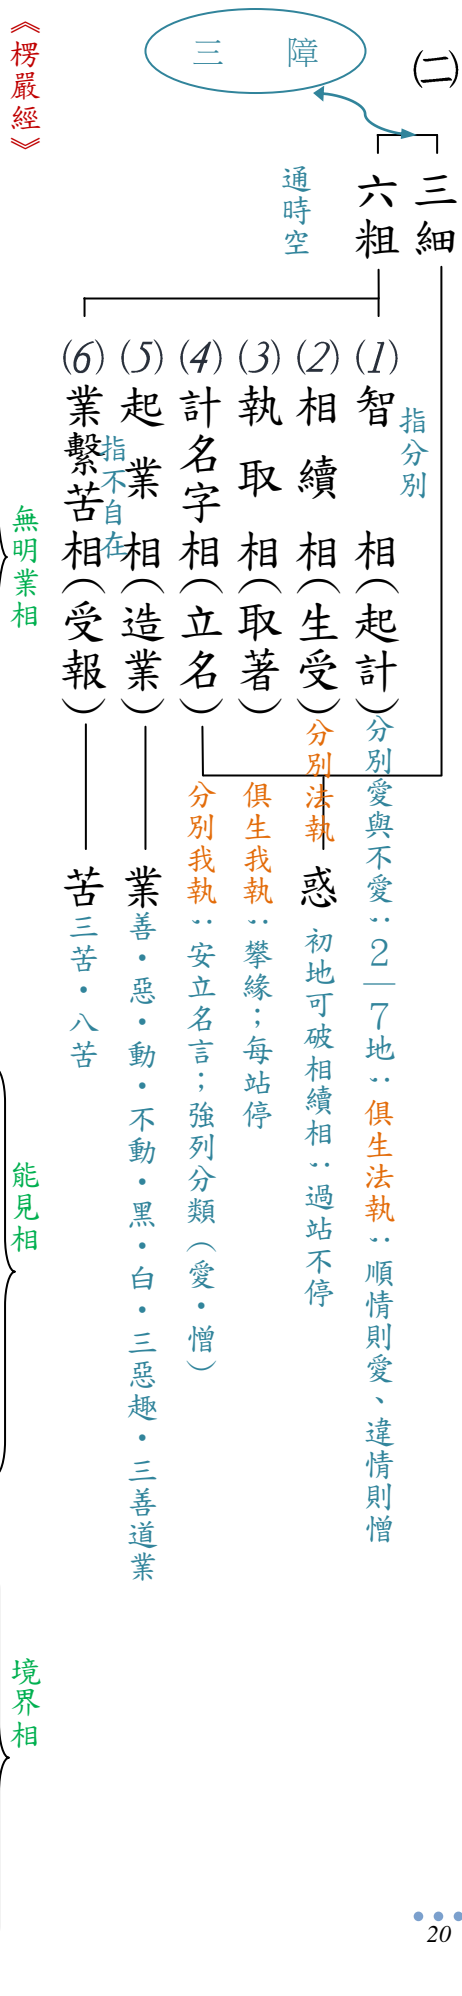 (二)
三細
六粗
三 障
通時空
(1)智 相(起計)
指分別
分別愛與不愛;2—7地;俱生法執;順情則愛、違情則憎
(2)相 續 相(生受)
分別法執
惑
初地可破相續相;過站不停
(3)執 取 相(取著)
俱生我執;攀緣;每站停
(4)計名字相(立名)
分別我執;安立名言;強列分類(愛·憎)
(5)起 業 相(造業)
業
善·惡·動·不動·黑·白·三惡趣·三善道業
(6)業繫苦相(受報)
指不自在
苦
三苦·八苦
《楞嚴經》
無明業相
能見相
境界相
20